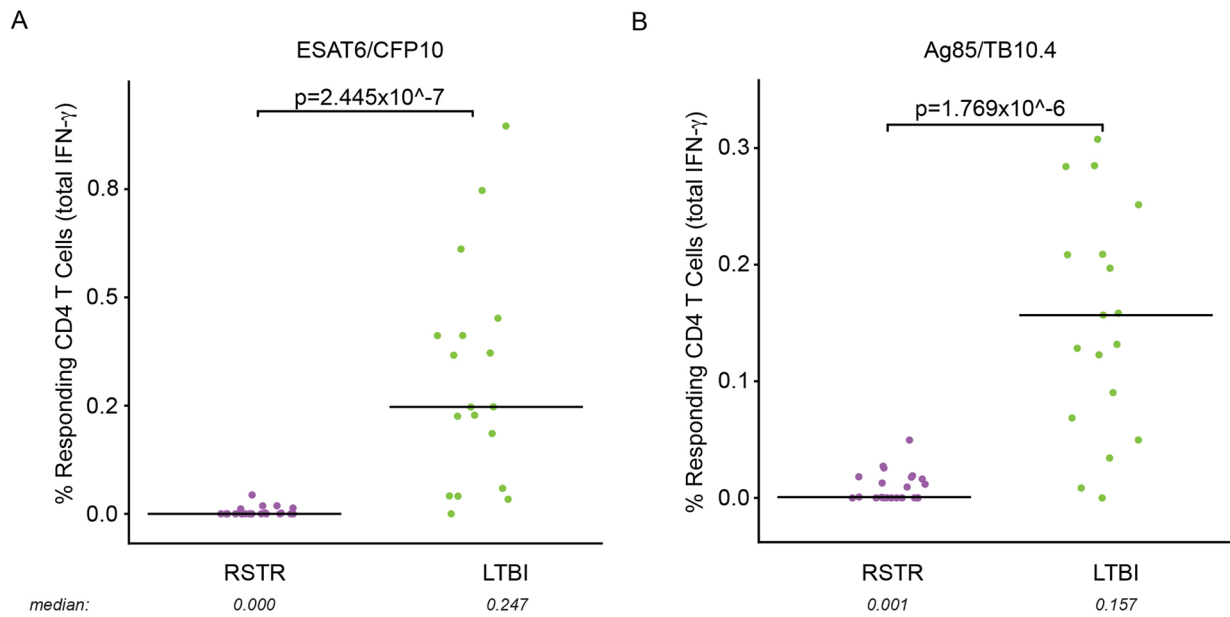 A
ESAT6/CFP10
p=2.445x10^-7
% Responding CD4 T Cells (total IFN-γ)
0.8
0.5
0.2
0.0
RSTR LTBI
median: 0.000 0.247
B
Ag85/TB10.4
p=1.769x10^-6
% Responding CD4 T Cells (total IFN-γ)
0.3
0.2
0.1
0.0
RSTR LTBI
0.001 0.157